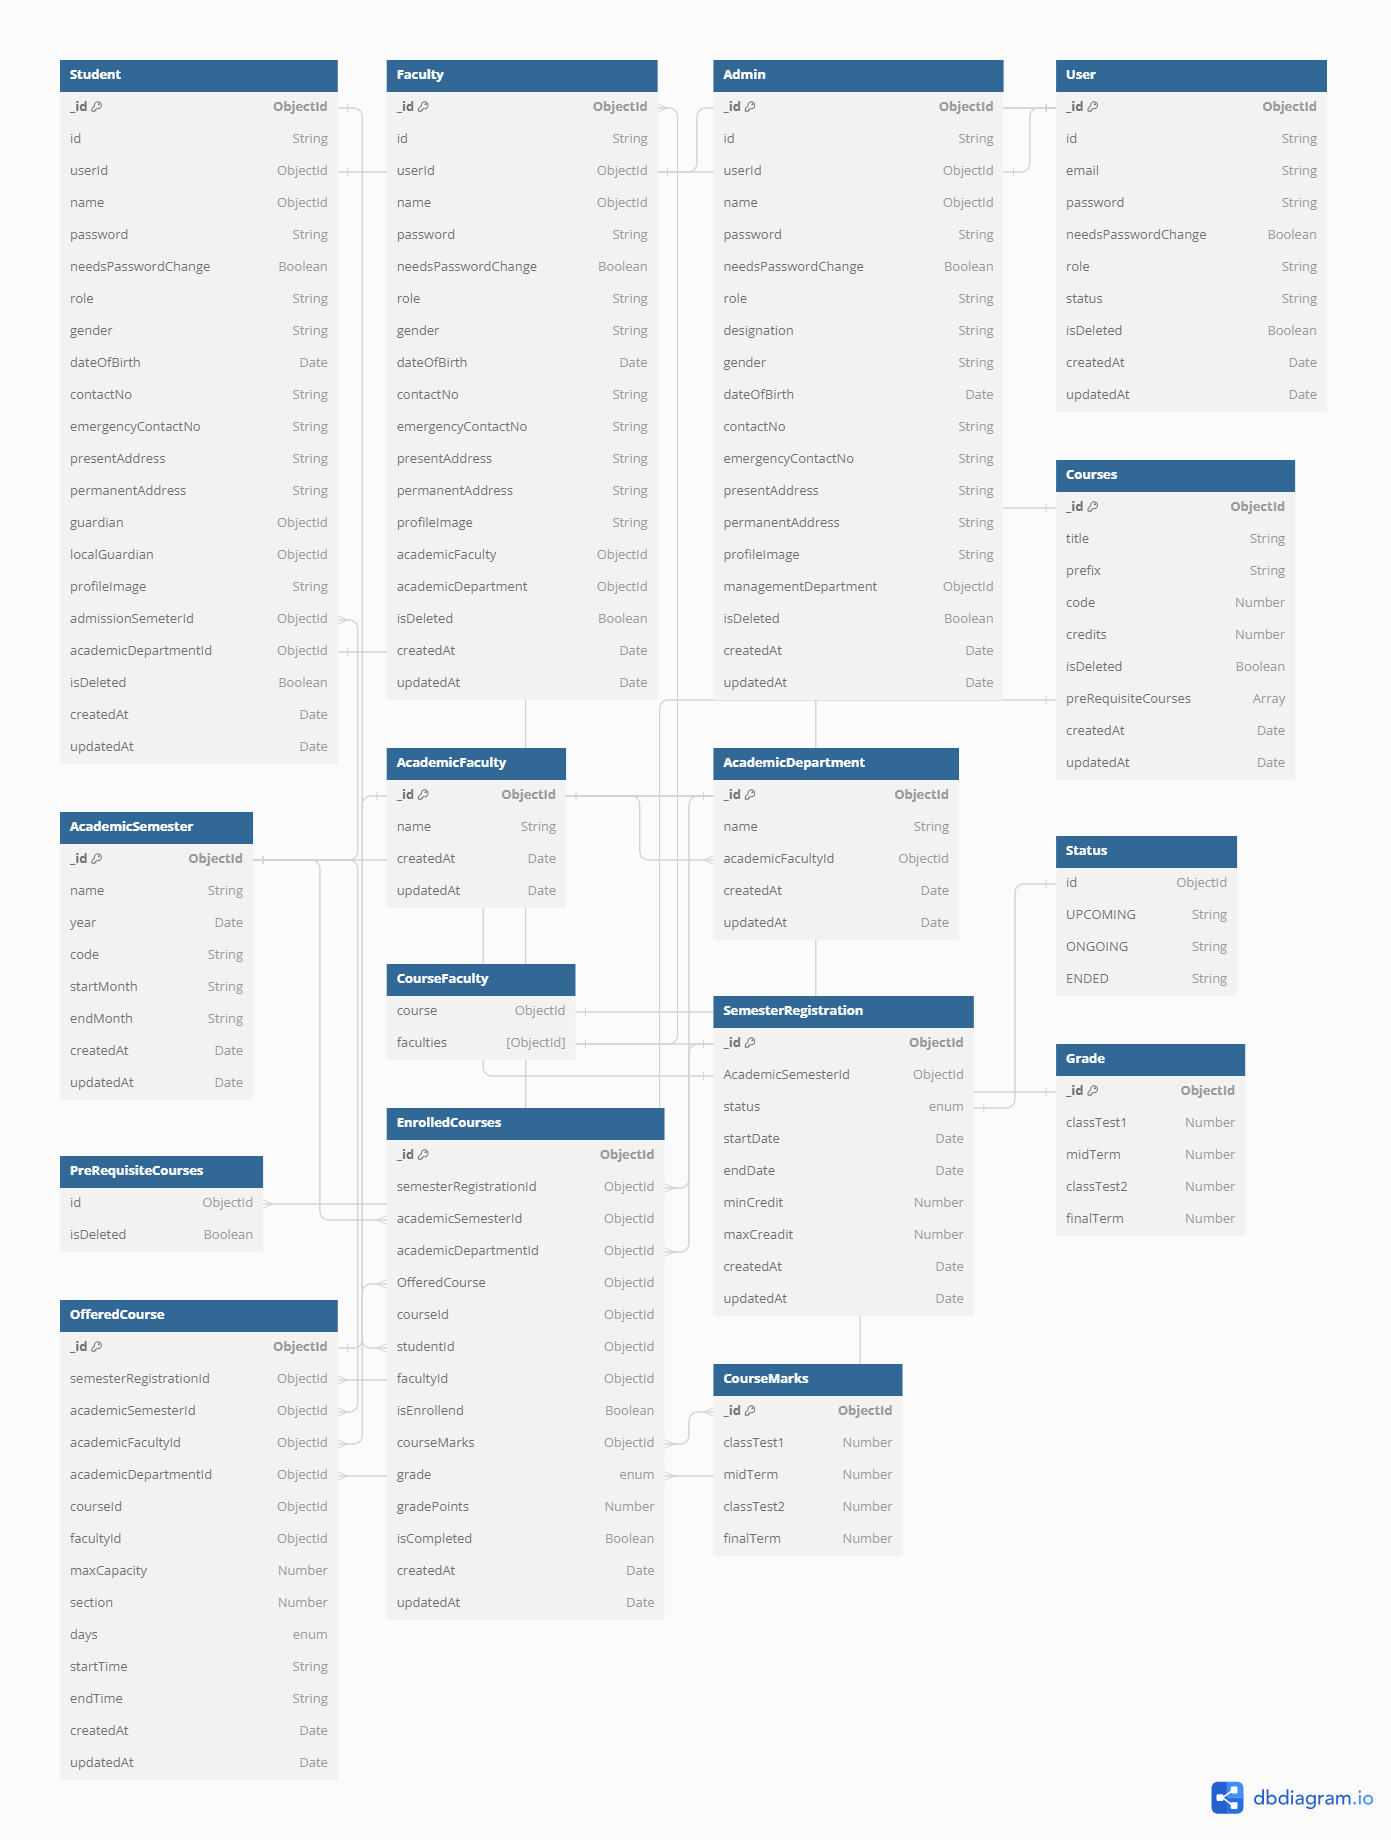 Student
_id ObjectId
id String
userId ObjectId
name ObjectId
password String
needsPasswordChange Boolean
role String
gender String
dateOfBirth Date
contactNo String
emergencyContactNo String
presentAddress String
permanentAddress String
guardian ObjectId
localGuardian ObjectId
profileImage String
admissionSemeterId ObjectId
academicDepartmentId ObjectId
isDeleted Boolean
createdAt Date
updatedAt Date
Faculty
_id ObjectId
id String
userId ObjectId
name ObjectId
password String
needsPasswordChange Boolean
role String
gender String
dateOfBirth Date
contactNo String
emergencyContactNo String
presentAddress String
permanentAddress String
profileImage String
academicFaculty ObjectId
academicDepartment ObjectId
isDeleted Boolean
createdAt Date
updatedAt Date
Admin
_id ObjectId
id String
userId ObjectId
name ObjectId
password String
needsPasswordChange Boolean
role String
designation String
gender String
dateOfBirth Date
contactNo String
emergencyContactNo String
presentAddress String
permanentAddress String
profileImage String
managementDepartment ObjectId
isDeleted Boolean
createdAt Date
updatedAt Date
User
_id ObjectId
id String
email String
password String
needsPasswordChange Boolean
role String
status String
isDeleted Boolean
createdAt Date
updatedAt Date
Courses
_id ObjectId
title String
prefix String
code Number
credits Number
isDeleted Boolean
preRequisiteCourses Array
createdAt Date
updatedAt Date
AcademicFaculty
_id ObjectId
name String
createdAt Date
updatedAt Date
AcademicDepartment
_id ObjectId
name String
academicFacultyId ObjectId
createdAt Date
updatedAt Date
AcademicSemester
_id ObjectId
name String
year Date
code String
startMonth String
endMonth String
createdAt Date
updatedAt Date
Status
id ObjectId
UPCOMING String
ONGOING String
ENDED String
CourseFaculty
course ObjectId
faculties [ObjectId]
SemesterRegistration
_id ObjectId
AcademicSemesterId ObjectId
status enum
startDate Date
endDate Date
minCredit Number
maxCreadit Number
createdAt Date
updatedAt Date
Grade
_id ObjectId
classTest1 Number
midTerm Number
classTest2 Number
finalTerm Number
EnrolledCourses
_id ObjectId
semesterRegistrationId ObjectId
academicSemesterId ObjectId
academicDepartmentId ObjectId
OfferedCourse ObjectId
courseId ObjectId
studentId ObjectId
facultyId ObjectId
isEnrollend Boolean
courseMarks ObjectId
grade enum
gradePoints Number
isCompleted Boolean
createdAt Date
updatedAt Date
PreRequisiteCourses
id ObjectId
isDeleted Boolean
OfferedCourse
_id ObjectId
semesterRegistrationId ObjectId
academicSemesterId ObjectId
academicFacultyId ObjectId
academicDepartmentId ObjectId
courseId ObjectId
facultyId ObjectId
maxCapacity Number
section Number
days enum
startTime String
endTime String
createdAt Date
updatedAt Date
CourseMarks
_id ObjectId
classTest1 Number
midTerm Number
classTest2 Number
finalTerm Number
dbdiagram.io